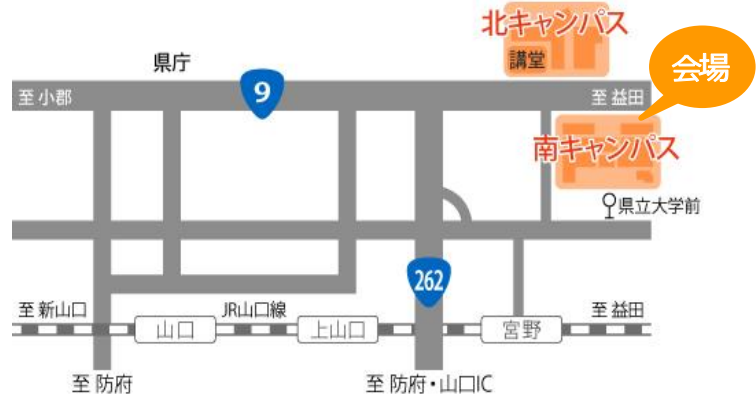 北キャンパス
講堂
会場
県庁
至 小郡
9
至 益田
南キャンパス
県立大学前
262
至 新山口
JR山口線
至 益田
山口
上山口
宮野
至 防府
至 防府・山口IC